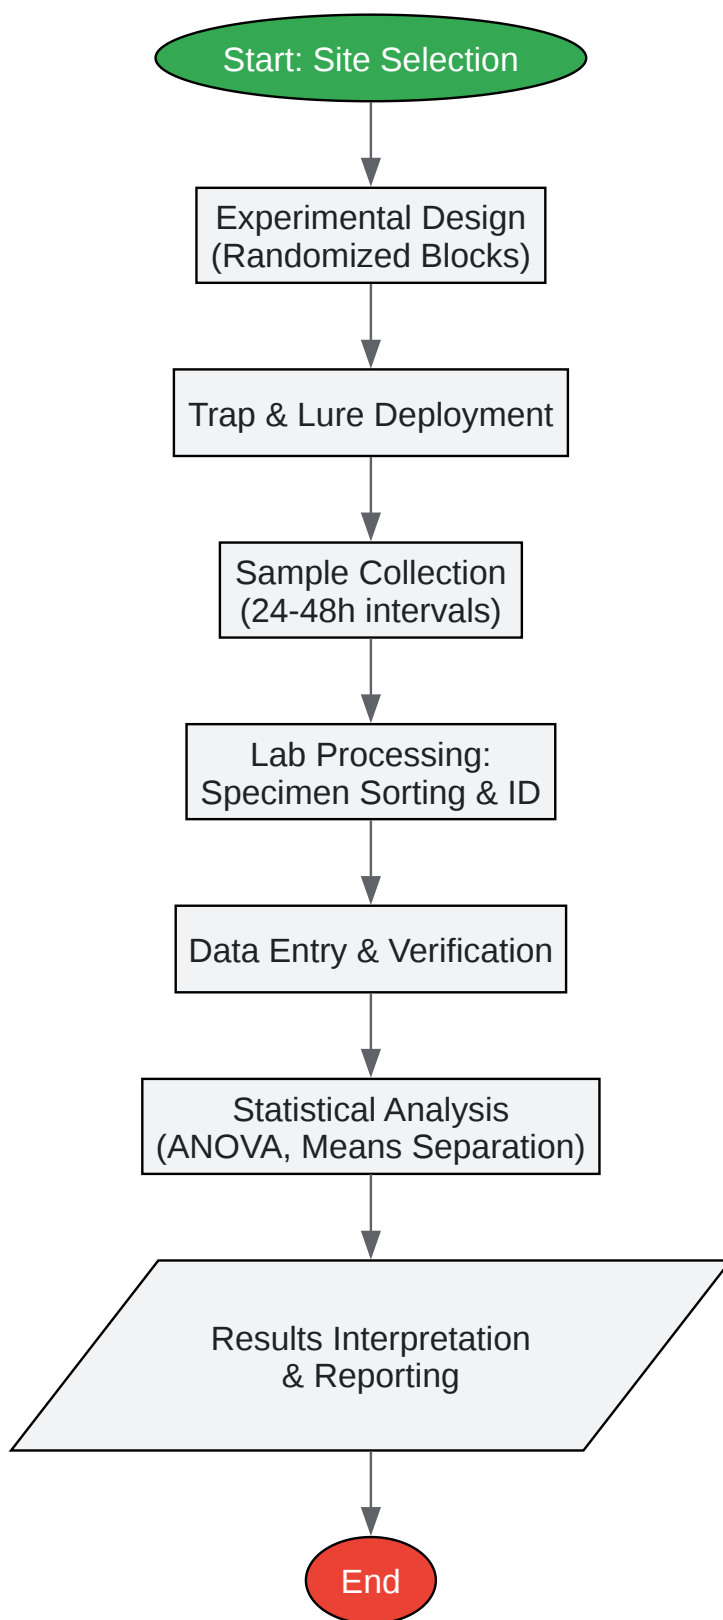 Start: Site Selection
Experimental Design
(Randomized Blocks)
Trap & Lure Deployment
Sample Collection
(24-48h intervals)
Lab Processing:
Specimen Sorting & ID
Data Entry & Verification
Statistical Analysis
(ANOVA, Means Separation)
Results Interpretation
& Reporting
End